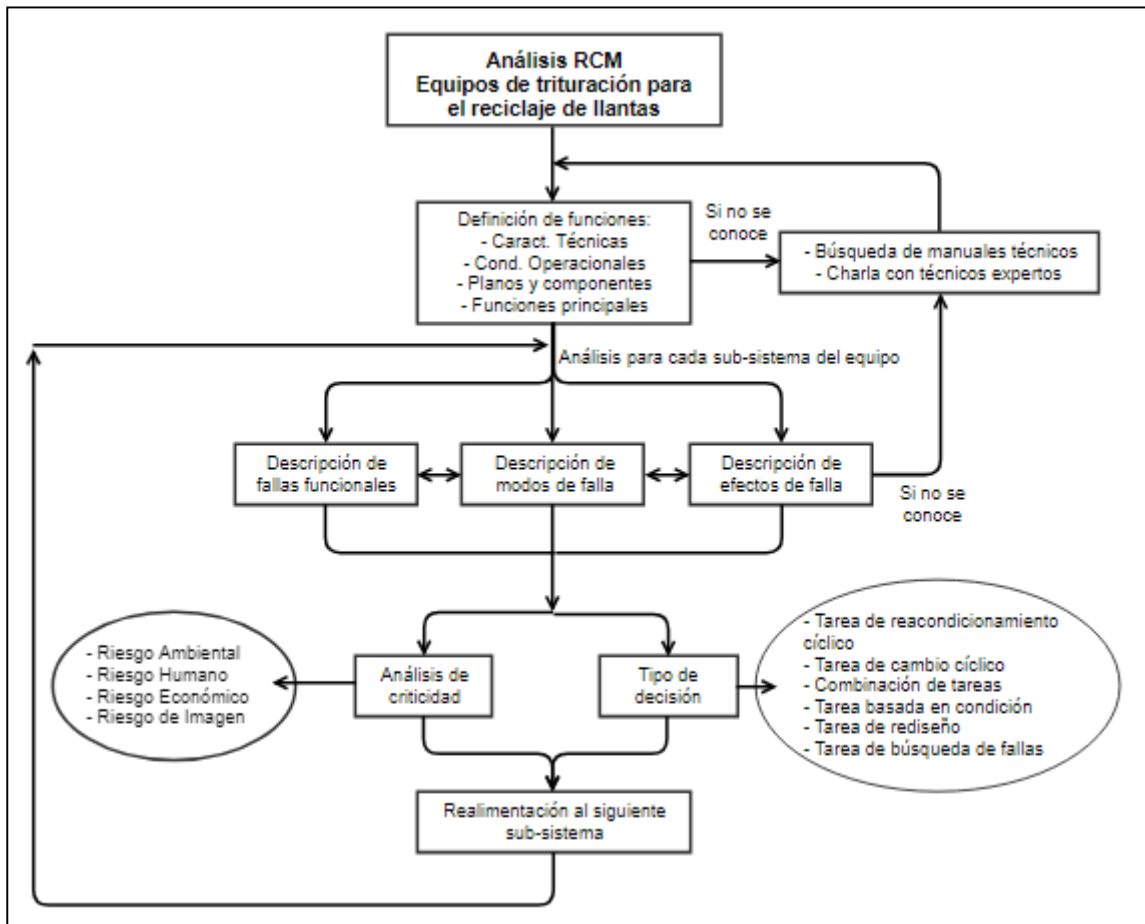 Análisis RCM
Equipos de trituración para
el reciclaje de llantas
Definición de funciones:
- Caract. Técnicas
- Cond. Operacionales
- Planos y componentes
- Funciones principales
Si no se
conoce
- Búsqueda de manuales técnicos
- Charla con técnicos expertos
Análisis para cada sub-sistema del equipo
Descripción de
fallas funcionales
Descripción de
modos de falla
Descripción de
efectos de falla
Si no se
conoce
- Riesgo Ambiental
- Riesgo Humano
- Riesgo Económico
- Riesgo de Imagen
Análisis de
criticidad
Tipo de
decisión
- Tarea de reacondicionamiento
cíclico
- Tarea de cambio cíclico
- Combinación de tareas
- Tarea basada en condición
- Tarea de rediseño
- Tarea de búsqueda de fallas
Realimentación al siguiente
sub-sistema